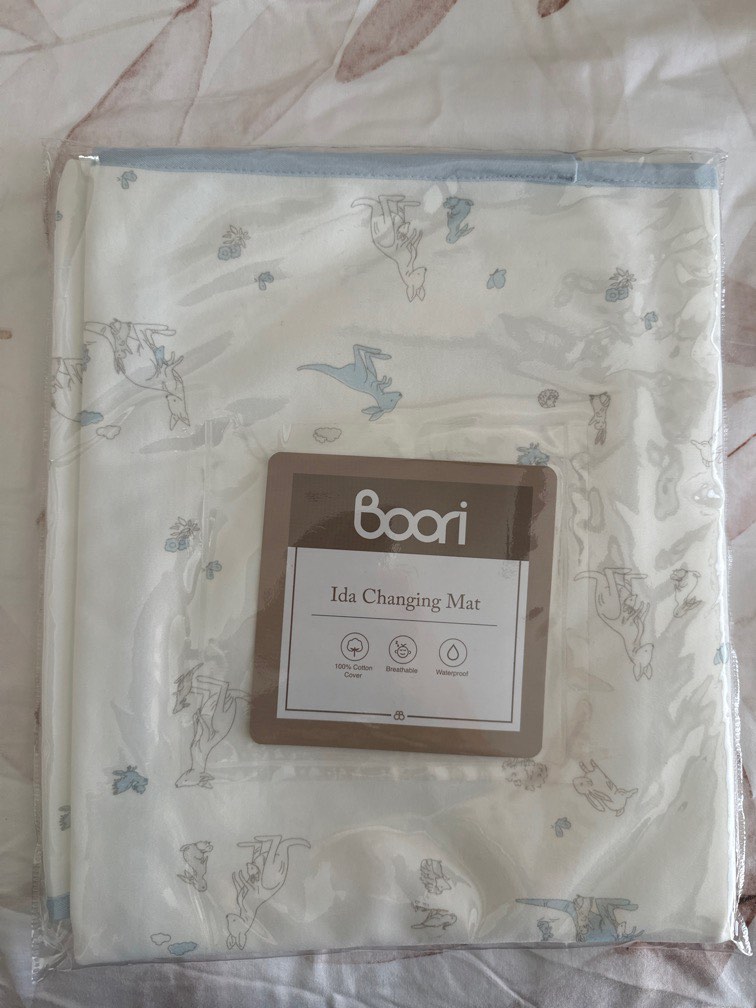 Boori
Ida Changing Mat
100% Cotton
Cover
Breathable
Waterproof